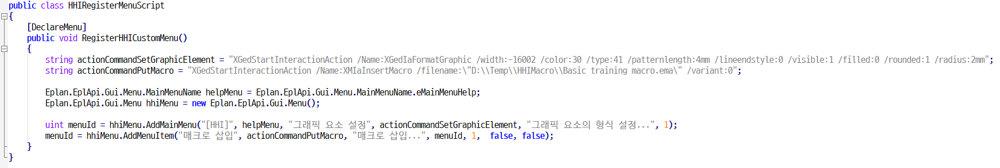 public class HHIRegisterMenuScript
{
[DeclareMenu]
public void RegisterHHICustomMenu()
{
string actionCommandSetGraphicElement = "XGedStartInteractionAction /Name:XGedIaFormatGraphic /width:-16002 /color:30 /type:41 /patternlength:4mm /lineendstyle:0 /visible:1 /filled:0 /rounded:1 /radius:2mm";
string actionCommandPutMacro = "XGedStartInteractionAction /Name:XMIaInsertMacro /filename:\"D:\\Temp\\HHIMacro\\Basic training macro.ema\" /variant:0";
Eplan.EplApi.Gui.Menu.MainMenuName helpMenu = Eplan.EplApi.Gui.Menu.MainMenuName.eMainMenuHelp;
Eplan.EplApi.Gui.Menu hhiMenu = new Eplan.EplApi.Gui.Menu();
uint menuId = hhiMenu.AddMainMenu("[HHI]", helpMenu, "그래픽 요소 설정", actionCommandSetGraphicElement, "그래픽 요소의 형식 설정...", 1);
menuId = hhiMenu.AddMenuItem("매크로 삽입", actionCommandPutMacro, "매크로 삽입...", menuId, 1,  false, false);
}
}